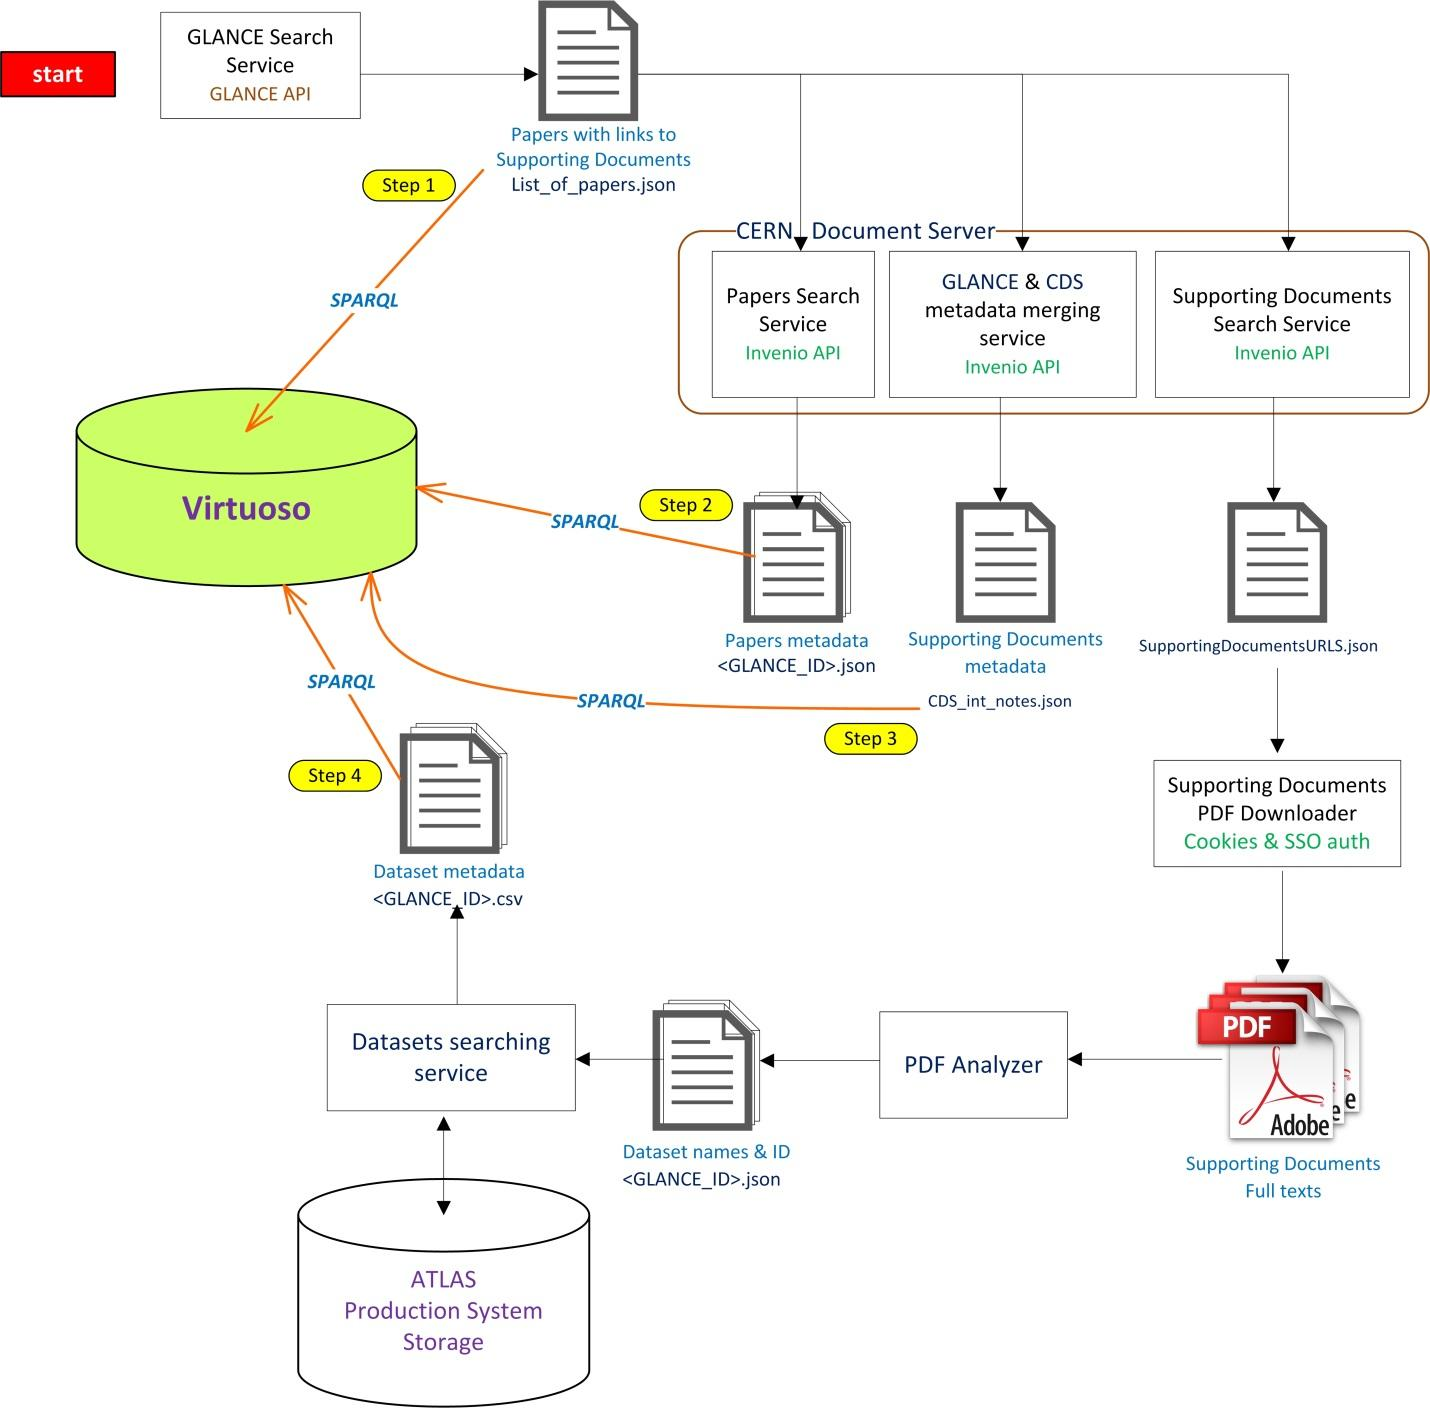 start
GLANCE Search
Service
GLANCE API
Papers with links to
Supporting Documents
List_of_papers.json
Step 1
SPARQL
CERN Document Server
Papers Search
Service
Invenio API
GLANCE & CDS
metadata merging
service
Invenio API
Supporting Documents
Search Service
Invenio API
Virtuoso
Step 2
SPARQL
Papers metadata
<GLANCE_ID>.json
Supporting Documents
metadata
CDS_int_notes.json
SupportingDocumentsURLS.json
SPARQL
SPARQL
Step 3
Step 4
Dataset metadata
<GLANCE_ID>.csv
Supporting Documents
PDF Downloader
Cookies & SSO auth
Datasets searching
service
Dataset names & ID
<GLANCE_ID>.json
PDF Analyzer
PDF
Adobe
e
e
Supporting Documents
Full texts
ATLAS
Production System
Storage